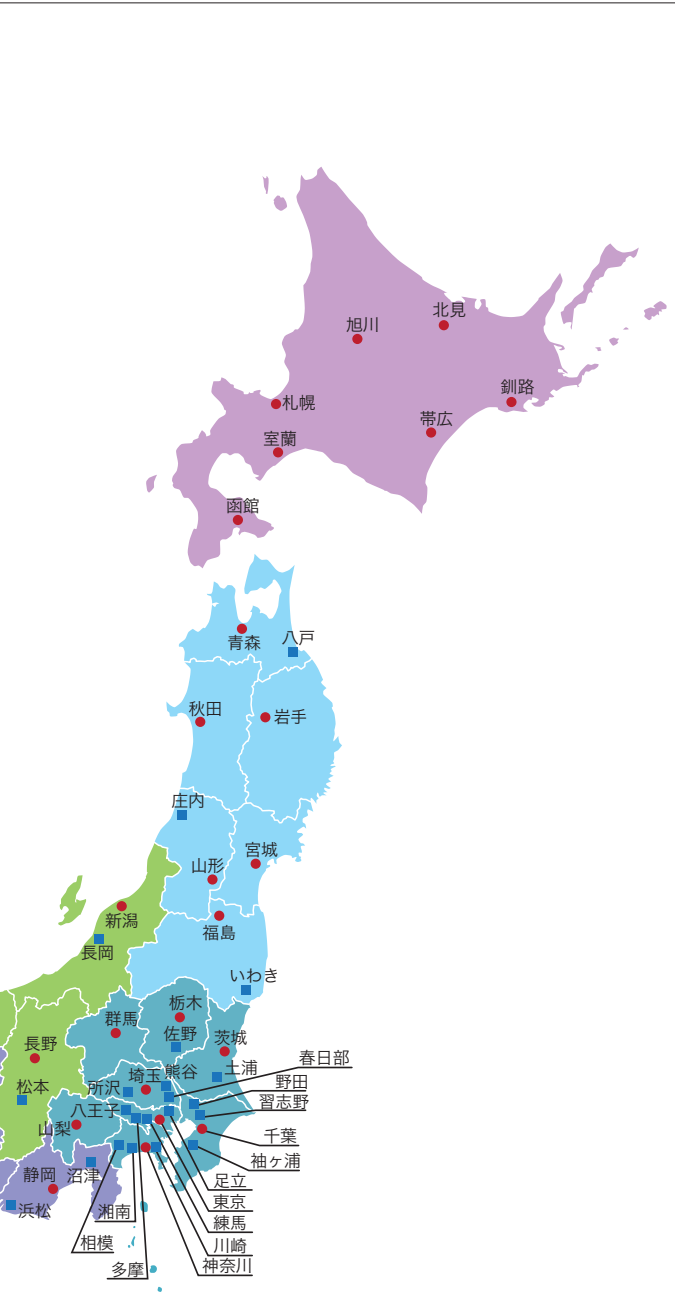 北見
旭川
釧路
札幌
帯広
室蘭
函館
青森
八戸
秋田
岩手
庄内
宮城
山形
新潟
福島
長岡
いわき
栃木
群馬
佐野
茨城
長野
春日部
土浦
埼玉
熊谷
野田
松本
所沢
習志野
八王子
山梨
千葉
袖ヶ浦
静岡
沼津
足立
東京
浜松
湘南
練馬
相模
川崎
神奈川
多摩